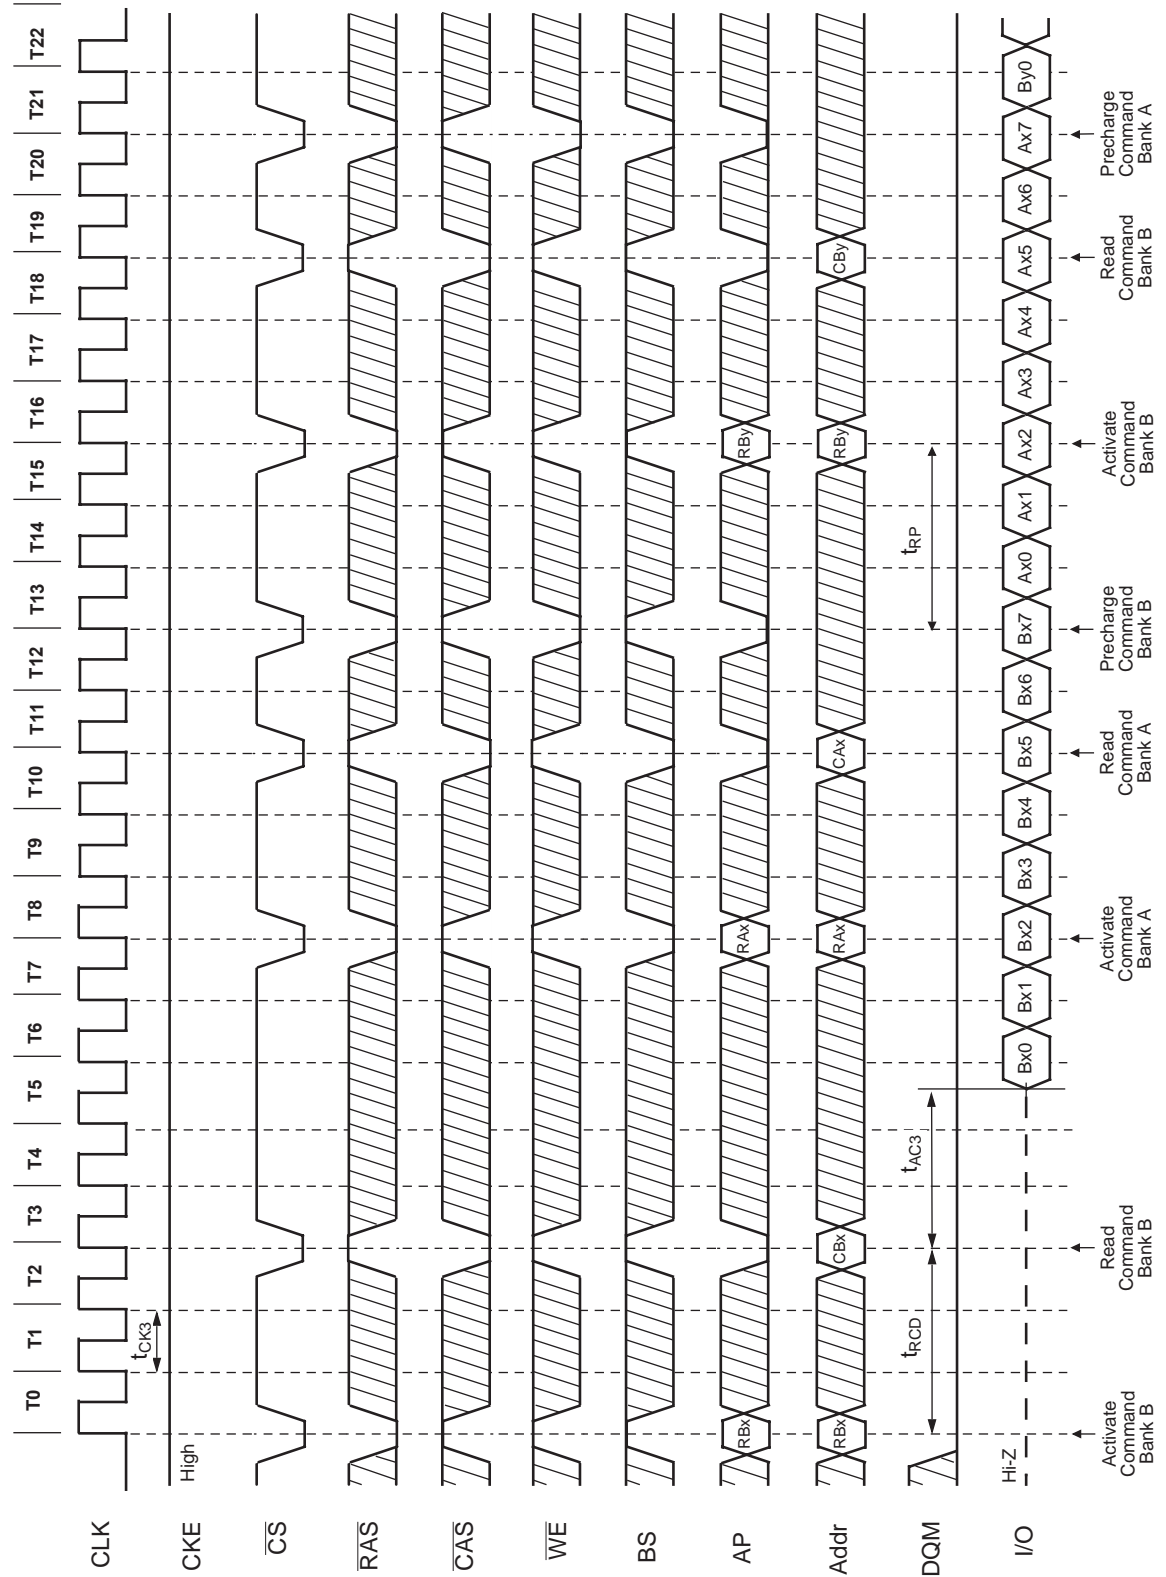 T0 T1 T2 T3 T4 T5 T6 T7 T8 T9 T10 T11 T12 T13 T14 T15 T16 T17 T18 T19 T20 T21 T22
CLK
tCK3
CKE
High
CS
RAS
CAS
WE
BS
AP
RBx RAx RBy
Addr
RBx CBx RAx CAx RBy CBy
DQM
tRCD tAC3 tRP
I/O
Hi-Z
Bx0 Bx1 Bx2 Bx3 Bx4 Bx5 Bx6 Bx7 Ax0 Ax1 Ax2 Ax3 Ax4 Ax5 Ax6 Ax7 By0
Activate
Command
Bank B
Read
Command
Bank B
Activate
Command
Bank A
Read
Command
Bank A
Precharge
Command
Bank B
Activate
Command
Bank B
Read
Command
Bank B
Precharge
Command
Bank A